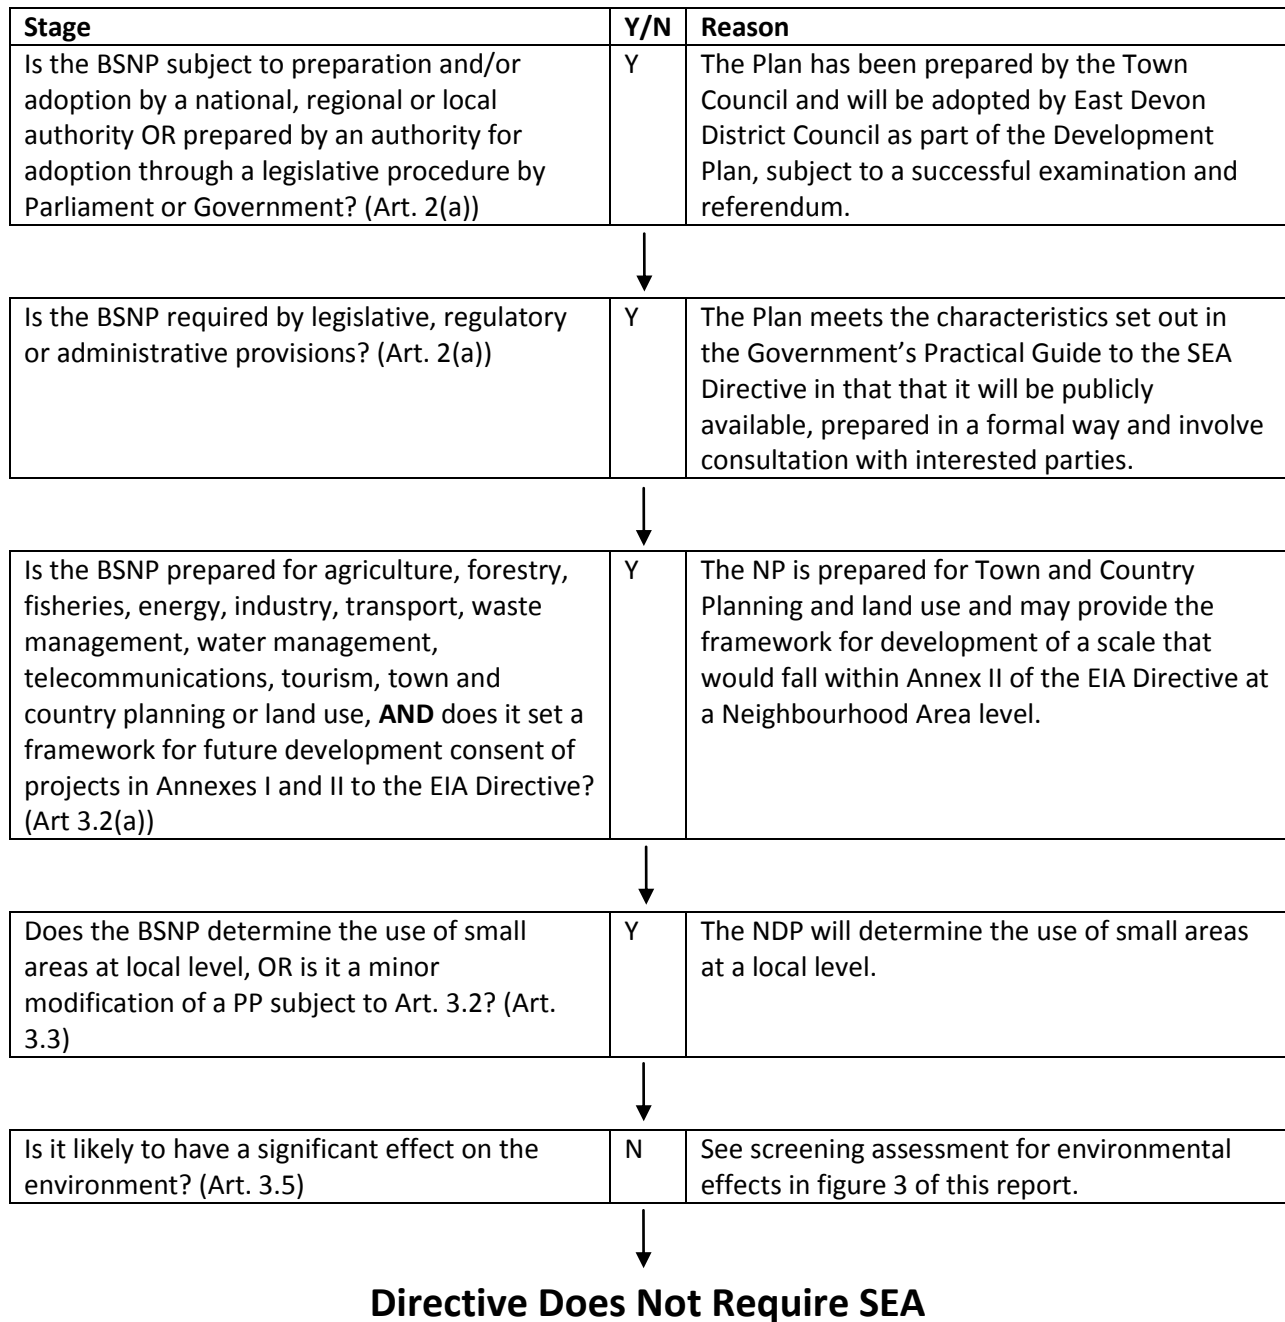 Stage Y/N Reason
Is the BSNP subject to preparation and/or
adoption by a national, regional or local
authority OR prepared by an authority for
adoption through a legislative procedure by
Parliament or Government? (Art. 2(a))
Y
The Plan has been prepared by the Town
Council and will be adopted by East Devon
District Council as part of the Development
Plan, subject to a successful examination and
referendum.
Is the BSNP required by legislative, regulatory
or administrative provisions? (Art. 2(a))
Y
The Plan meets the characteristics set out in
the Government’s Practical Guide to the SEA
Directive in that that it will be publicly
available, prepared in a formal way and involve
consultation with interested parties.
Is the BSNP prepared for agriculture, forestry,
fisheries, energy, industry, transport, waste
management, water management,
telecommunications, tourism, town and
country planning or land use, AND does it set a
framework for future development consent of
projects in Annexes I and II to the EIA Directive?
(Art 3.2(a))
Y
The NP is prepared for Town and Country
Planning and land use and may provide the
framework for development of a scale that
would fall within Annex II of the EIA Directive at
a Neighbourhood Area level.
Does the BSNP determine the use of small
areas at local level, OR is it a minor
modification of a PP subject to Art. 3.2? (Art.
3.3)
Y
The NDP will determine the use of small areas
at a local level.
Is it likely to have a significant effect on the
environment? (Art. 3.5)
N
See screening assessment for environmental
effects in figure 3 of this report.
Directive Does Not Require SEA